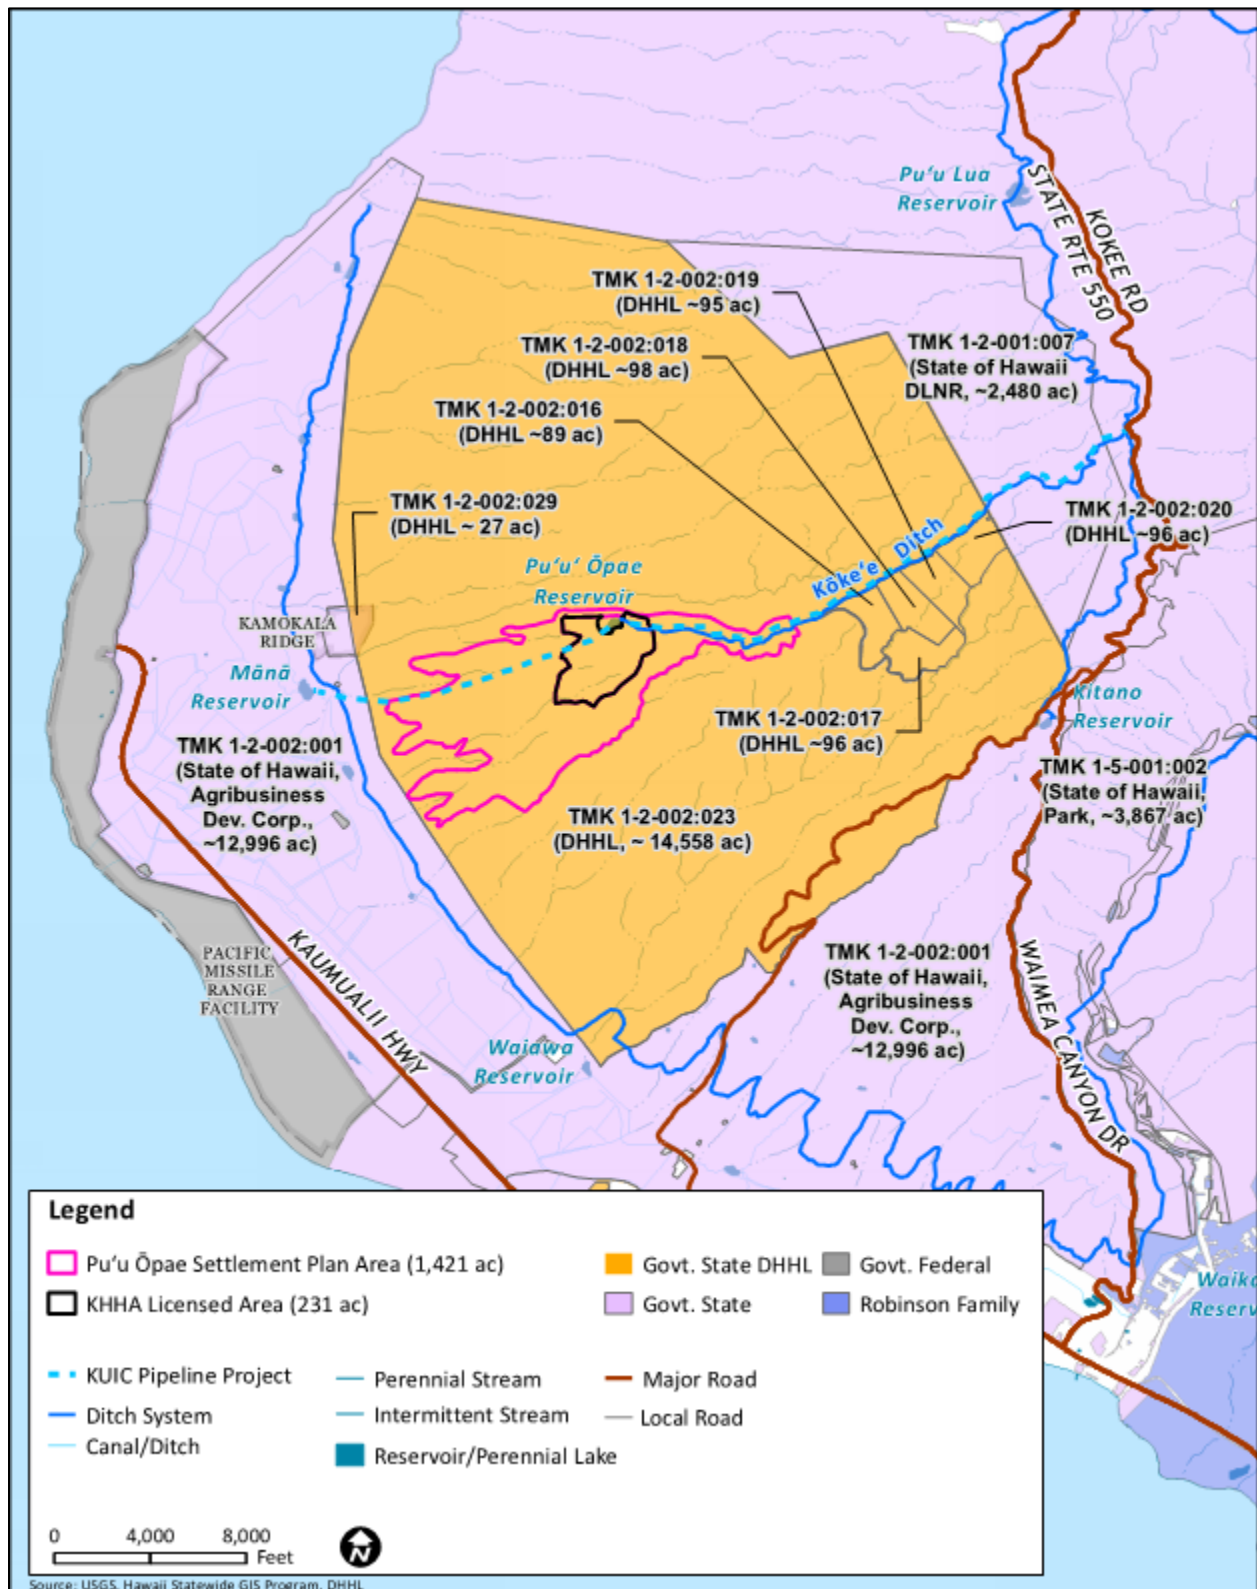 Pu‘u Lua
Reservoir
STATE RTE 550
KOKEE RD
TMK 1-2-002:019
(DHHL ~95 ac)
TMK 1-2-002:018
(DHHL ~98 ac)
TMK 1-2-001:007
(State of Hawaii
DLNR, ~2,480 ac)
TMK 1-2-002:016
(DHHL ~89 ac)
TMK 1-2-002:029
(DHHL ~ 27 ac)
TMK 1-2-002:020
(DHHL ~96 ac)
Pu‘u‘ Ōpae
Reservoir
Kōke‘e Ditch
KAMOKALA
RIDGE
Mānā
Reservoir
Kitano
Reservoir
TMK 1-2-002:017
(DHHL ~96 ac)
TMK 1-2-002:001
(State of Hawaii,
Agribusiness
Dev. Corp.,
~12,996 ac)
TMK 1-5-001:002
(State of Hawaii,
Park, ~3,867 ac)
TMK 1-2-002:023
(DHHL, ~ 14,558 ac)
PACIFIC
MISSILE
RANGE
FACILITY
KAUMUALII HWY
TMK 1-2-002:001
(State of Hawaii,
Agribusiness
Dev. Corp.,
~12,996 ac)
WAIMEA CANYON DR
Waiawa
Reservoir
Legend
Pu‘u Ōpae Settlement Plan Area (1,421 ac)
KHHA Licensed Area (231 ac)
Govt. State DHHL
Govt. State
Govt. Federal
Robinson Family
KUIC Pipeline Project
Ditch System
Canal/Ditch
Perennial Stream
Intermittent Stream
Reservoir/Perennial Lake
Major Road
Local Road
Reserv
0 4,000 8,000
Feet
N
Source: USGS, Hawaii Statewide GIS Program, DHHL